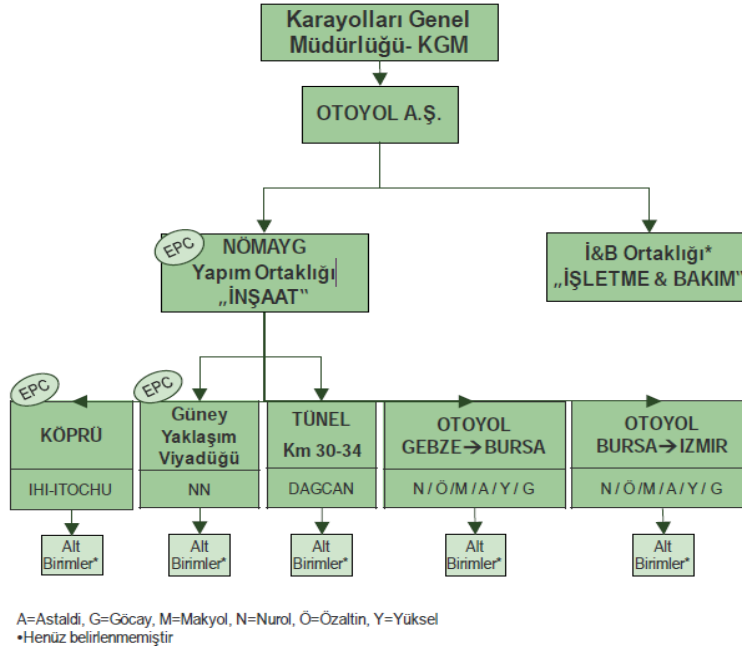 Karayolları Genel
Müdürlüğü- KGM
OTOYOL A.Ş.
EPC
NÖMAYG
Yapım Ortaklığı
„İNŞAAT"
İ&B Ortaklığı*
„İŞLETME & BAKIM"
EPC
KÖPRÜ
IHI-ITOCHU
EPC
Güney
Yaklaşım
Viyadüğü
NN
TÜNEL
Km 30-34
DAGCAN
OTOYOL
GEBZE→BURSA
N / Ö /M / A / Y / G
OTOYOL
BURSA→IZMIR
N / Ö /M / A / Y / G
Alt
Birimler*
Alt
Birimler*
Alt
Birimler*
Alt
Birimler*
Alt
Birimler*
A=Astaldi, G=Göcay, M=Makyol, N=Nurol, Ö=Özaltin, Y=Yüksel
•Henüz belirlenmemiştir